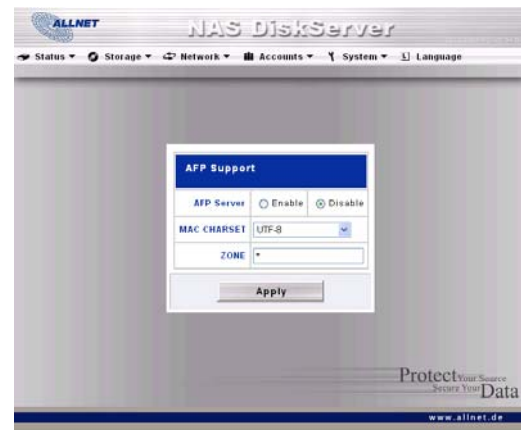 ALLNET
NAS DiskServer
Status Storage Network Accounts System Language
AFP Support
AFP Server Enable Disable
MAC CHARSET UTF-8
ZONE *
Apply
Protect Your Source
Secure Your Data
www.allnet.de